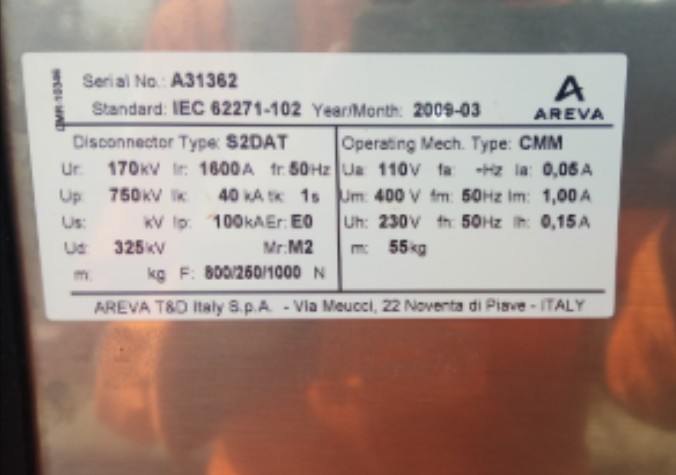 Serial No.: A31362
Standard: IEC 62271-102 Year/Month: 2009-03
AREVA
Disconnector Type: S2DAT
Ur: 170kV Ir: 1600A fr: 50Hz
Up: 750kV Ik: 40 kA tk: 1s
Us: kV Ip: 100kA Er: E0
Ud: 325kV Mr: M2
m: kg F: 800/250/1000 N
Operating Mech. Type: CMM
Ua: 110V fa: -Hz Ia: 0,05A
Um: 400 V fm: 50Hz Im: 1,00A
Uh: 230V fh: 50Hz Ih: 0,15A
m: 55kg
AREVA T&D Italy S.p.A. - Via Meucci, 22 Noventa di Piave - ITALY